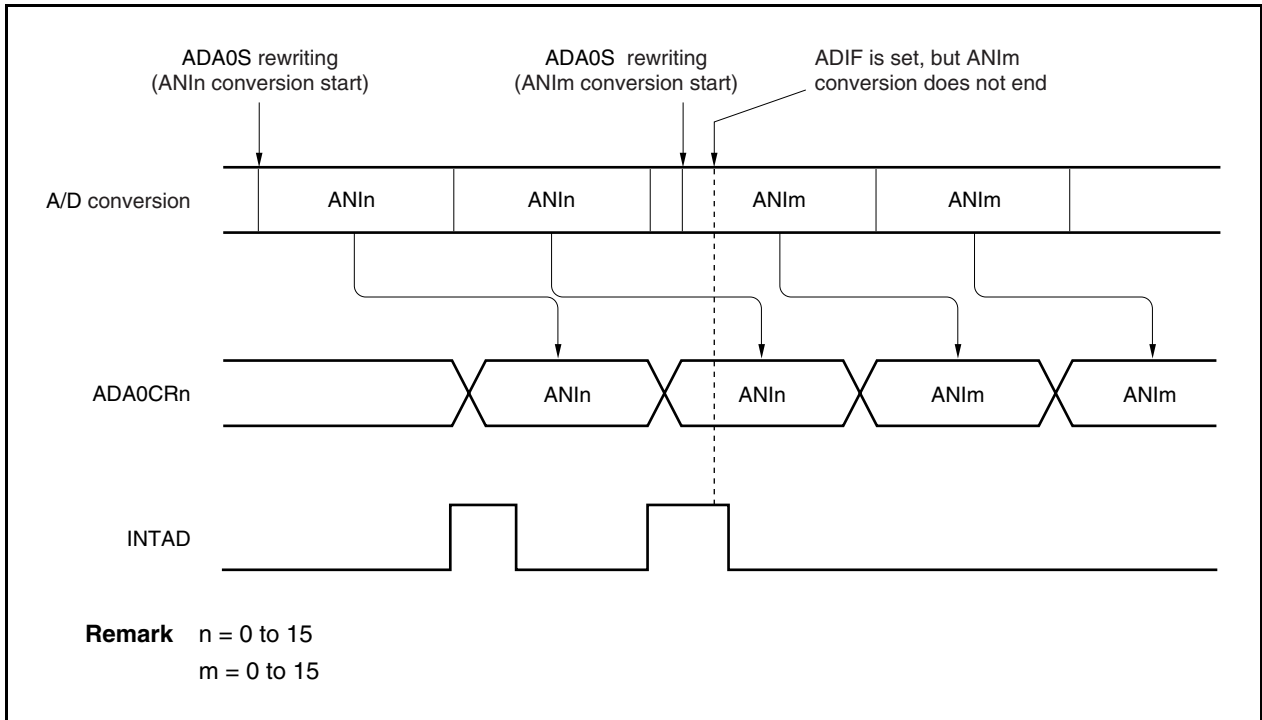 ADA0S rewriting
(ANIn conversion start)
ADA0S rewriting
(ANIm conversion start)
ADIF is set, but ANIm
conversion does not end
A/D conversion
ANIn
ANIn
ANIm
ANIm
ADA0CRn
ANIn
ANIn
ANIm
ANIm
INTAD
Remark n = 0 to 15
m = 0 to 15